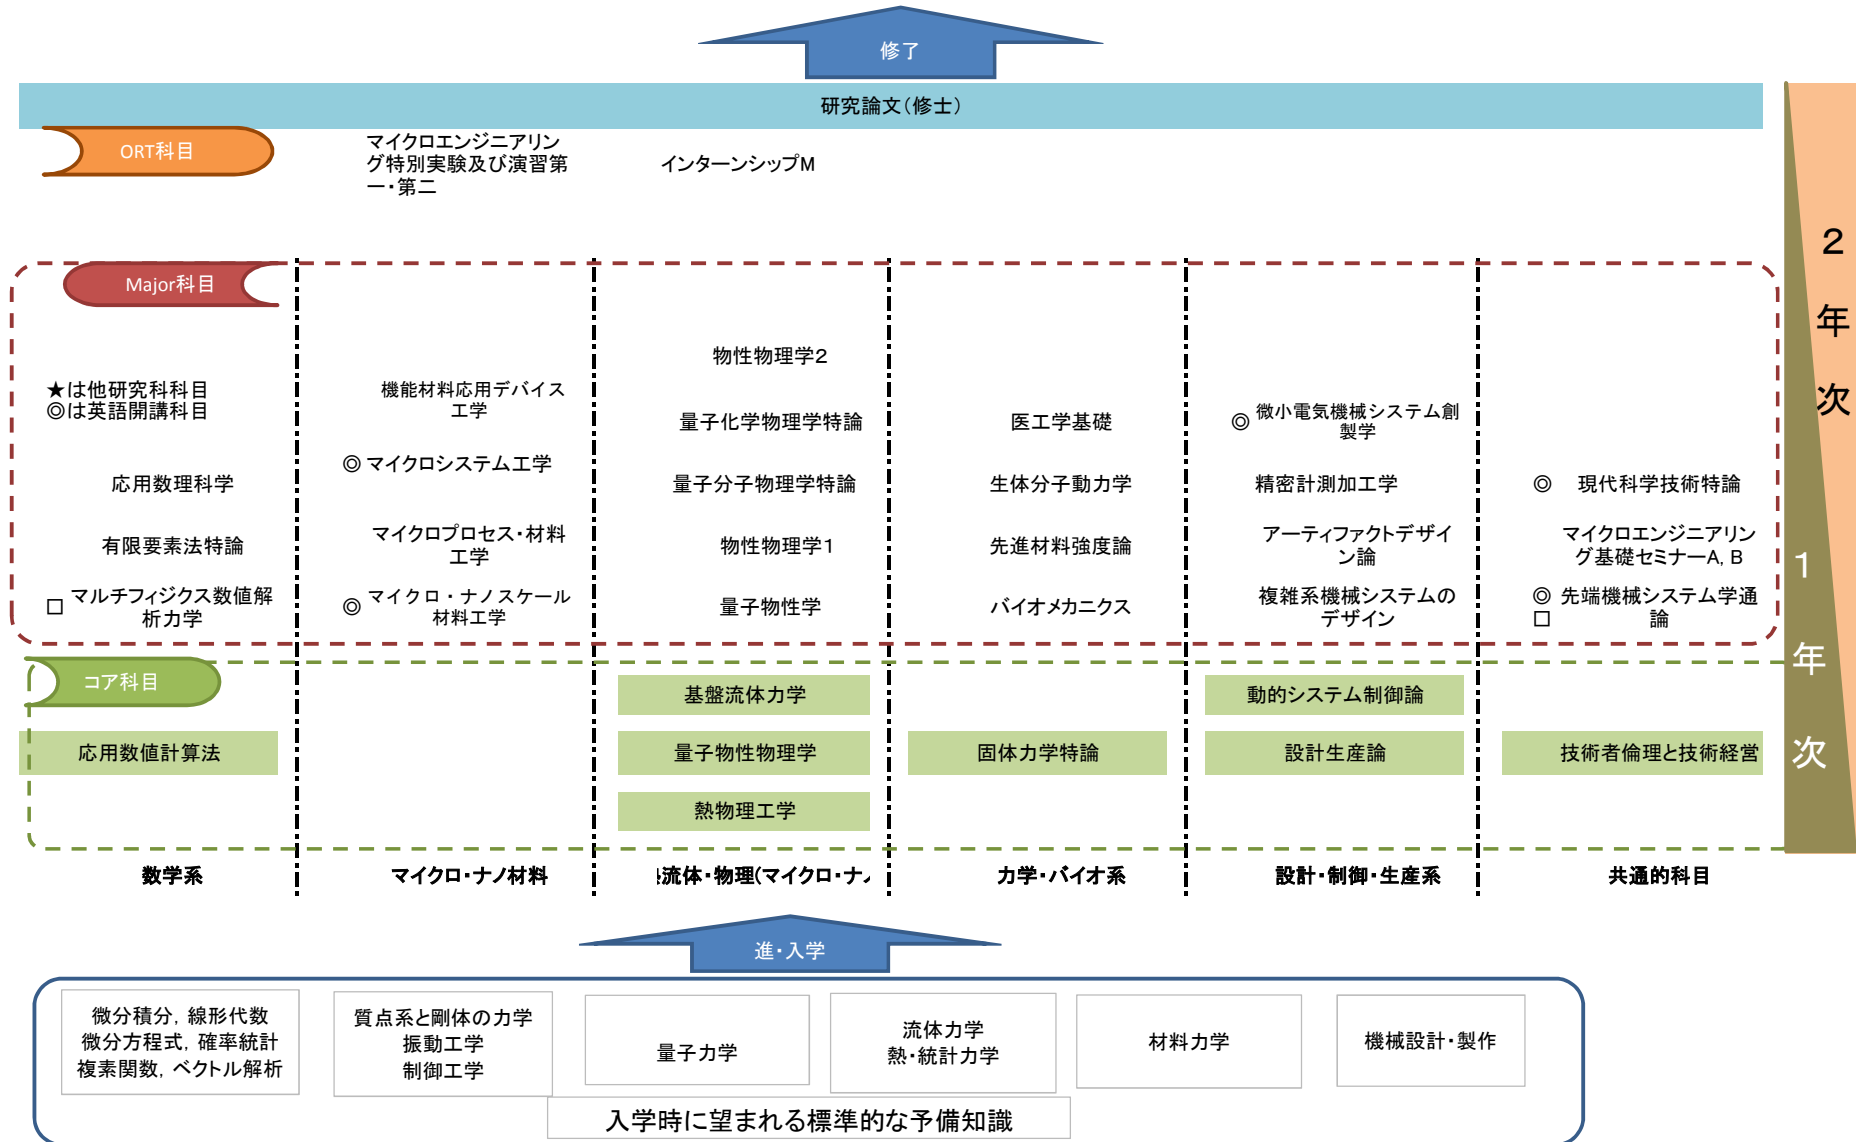 修了
研究論文(修士)
ORT科目
マイクロエンジニアリン
グ特別実験及び演習第
一・第二
インターンシップM
2
年
次
Major科目
★は他研究科科目
◎は英語開講科目
応用数理科学
有限要素法特論
□ マルチフィジクス数値解
析力学
機能材料応用デバイス
工学
◎ マイクロシステム工学
マイクロプロセス・材料
工学
◎ マイクロ・ナノスケール
材料工学
物性物理学2
量子化学物理学特論
量子分子物理学特論
物性物理学1
量子物性学
医工学基礎
生体分子動力学
先進材料強度論
バイオメカニクス
◎ 微小電気機械システム創
製学
精密計測加工学
アーティファクトデザイ
ン論
複雑系機械システムの
デザイン
◎ 現代科学技術特論
マイクロエンジニアリン
グ基礎セミナーA, B
◎ 先端機械システム学通
□ 論
1
年
次
コア科目
応用数値計算法
基盤流体力学
量子物性物理学
熱物理工学
固体力学特論
動的システム制御論
設計生産論
技術者倫理と技術経営
数学系
マイクロ・ナノ材料
流体・物理(マイクロ・ナノ
力学・バイオ系
設計・制御・生産系
共通的科目
進・入学
微分積分, 線形代数
微分方程式, 確率統計
複素関数, ベクトル解析
質点系と剛体の力学
振動工学
制御工学
量子力学
流体力学
熱・統計力学
材料力学
機械設計・製作
入学時に望まれる標準的な予備知識